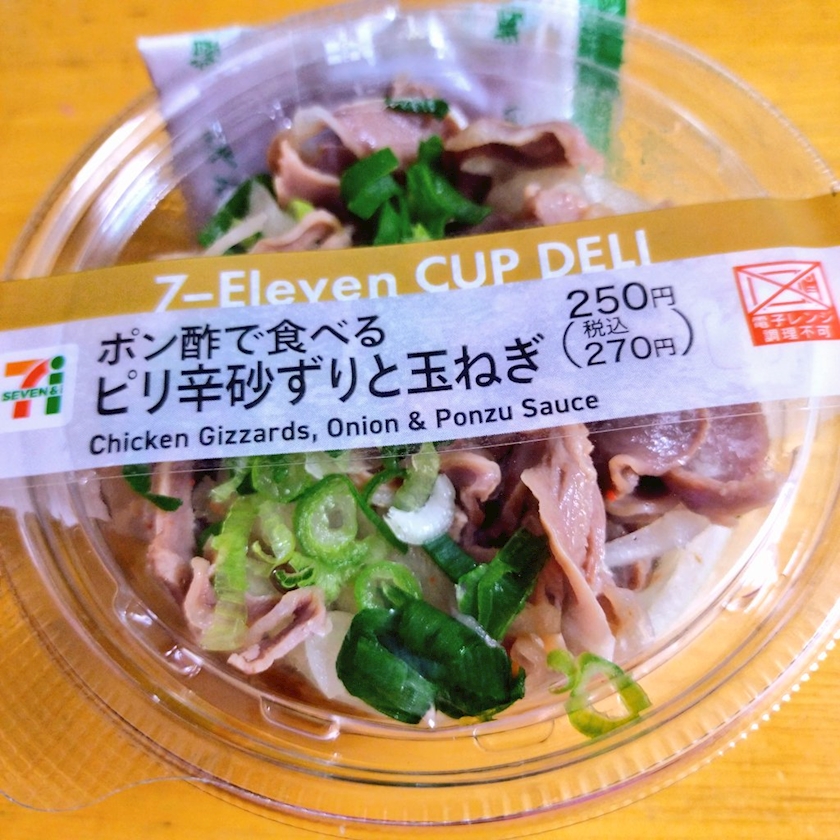 7-Eleven CUP DELI
ポン酢で食べる
ピリ辛砂ずりと玉ねぎ
Chicken Gizzards, Onion & Ponzu Sauce
250円
(税込
270円)
電子レンジ
調理不可
SEVEN&i